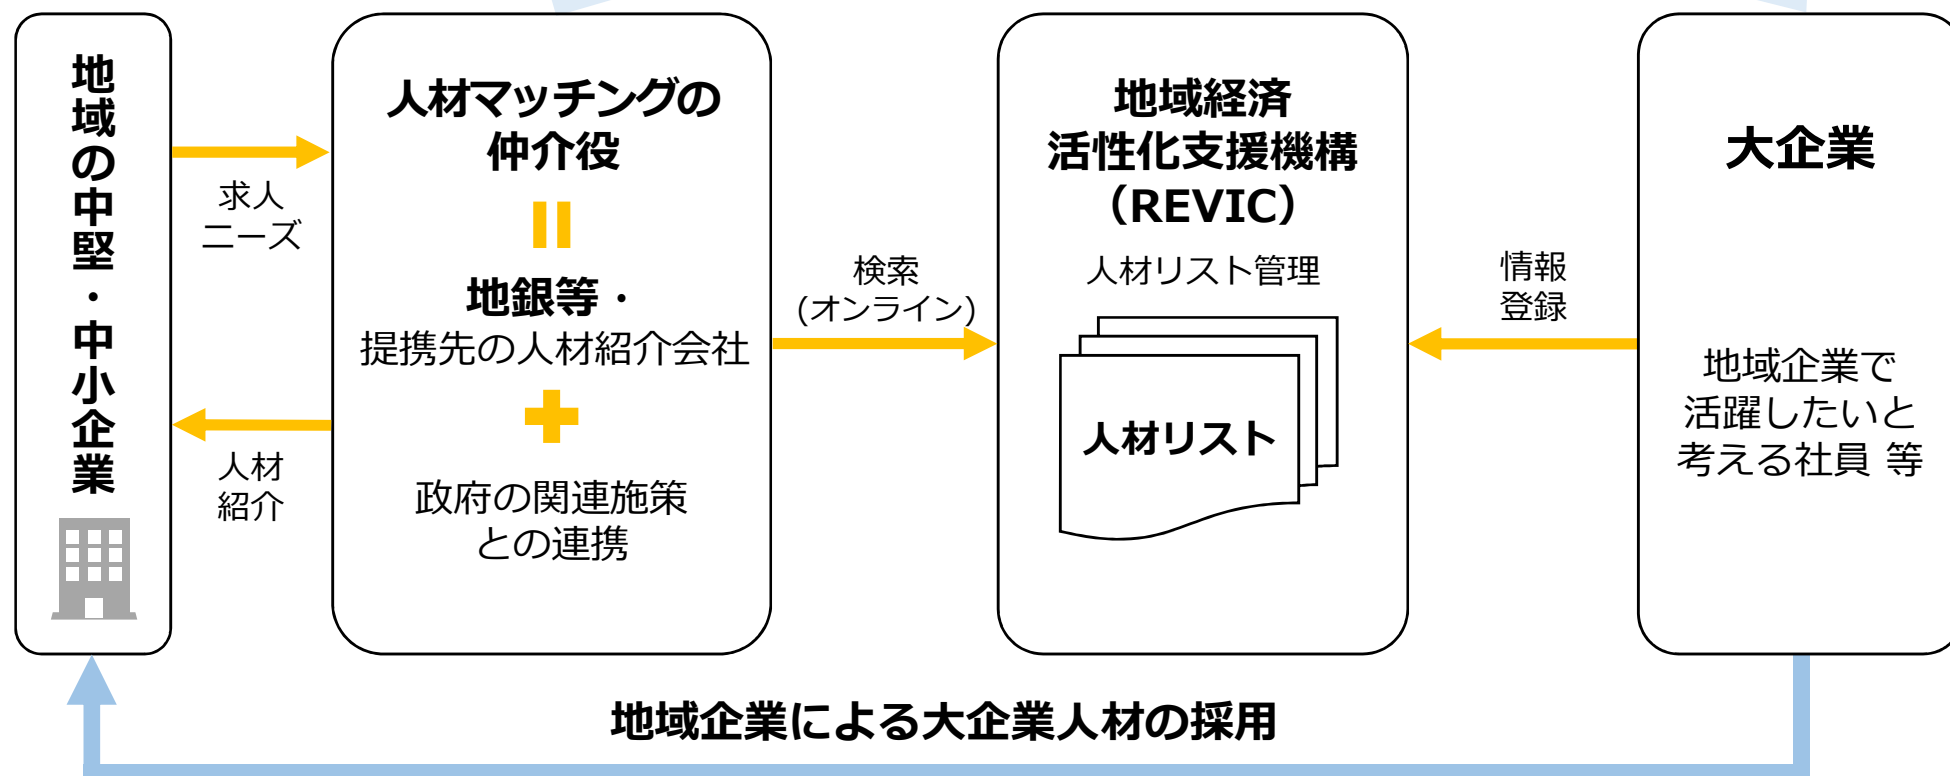 地域の中堅・中小企業
求人
ニーズ
人材
紹介
人材マッチングの
仲介役
地銀等・
提携先の人材紹介会社
政府の関連施策
との連携
検索
(オンライン)
地域経済
活性化支援機構
（REVIC）
人材リスト管理
人材リスト
情報
登録
大企業
地域企業で
活躍したいと
考える社員 等
地域企業による大企業人材の採用